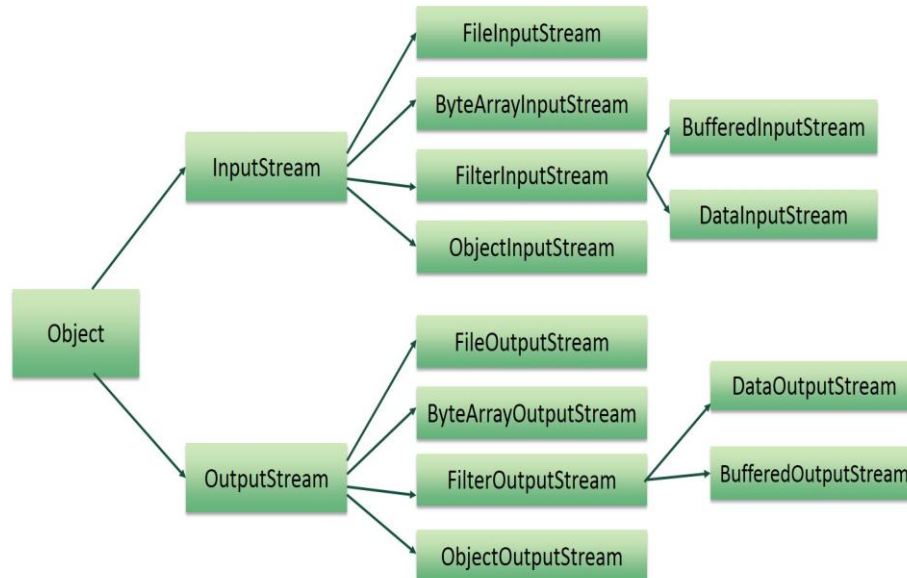 FileInputStream
ByteArrayInputStream
BufferedInputStream
InputStream
FilterInputStream
DataInputStream
ObjectInputStream
Object
FileOutputStream
DataOutputStream
ByteArrayOutputStream
OutputStream
FilterOutputStream
BufferedOutputStream
ObjectOutputStream